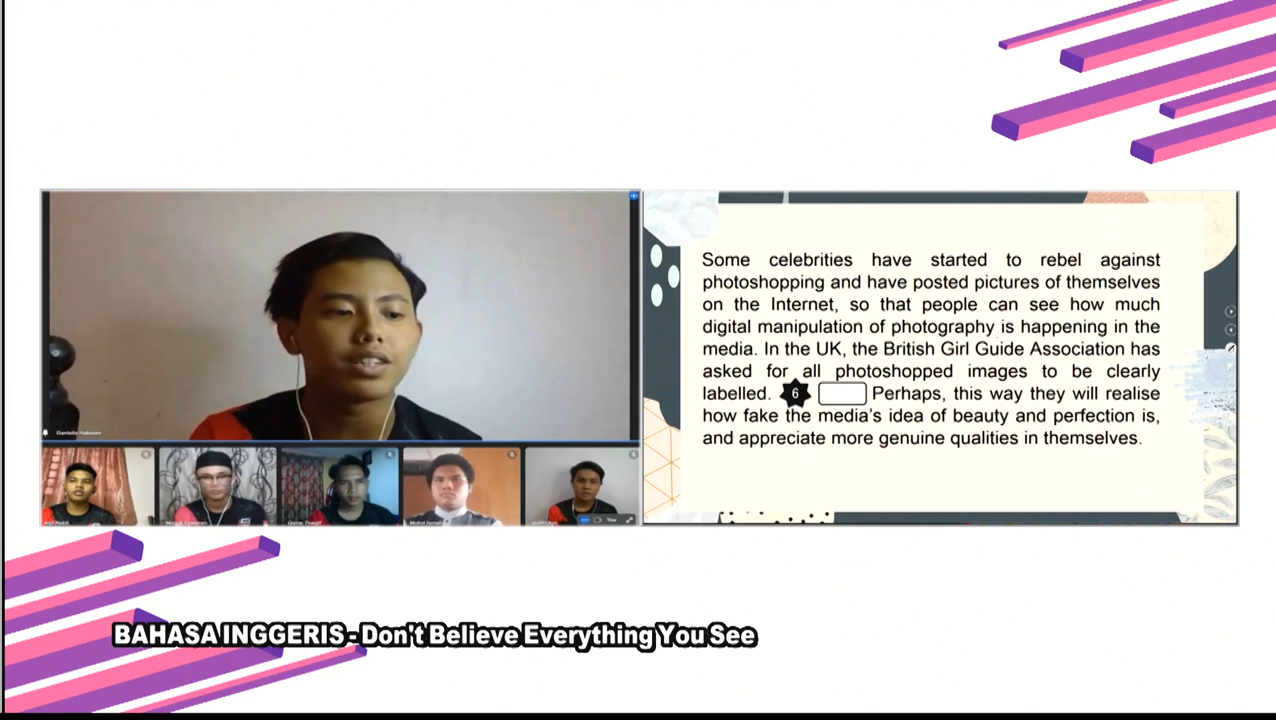 Some celebrities have started to rebel against
photoshopping and have posted pictures of themselves
on the Internet, so that people can see how much
digital manipulation of photography is happening in the
media. In the UK, the British Girl Guide Association has
asked for all photoshopped images to be clearly
labelled. 6 Perhaps, this way they will realise
how fake the media's idea of beauty and perfection is,
and appreciate more genuine qualities in themselves.
BAHASA INGGERIS - Don't Believe Everything You See